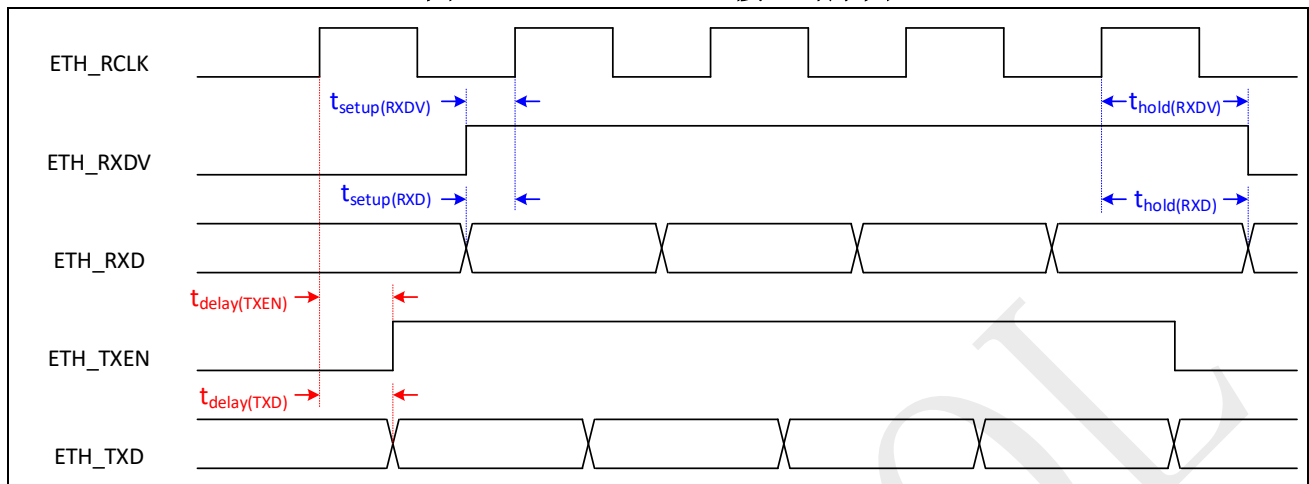 ETH_RCLK
tsetup(RXDV)
thold(RXDV)
ETH_RXDV
tsetup(RXD)
thold(RXD)
ETH_RXD
tdelay(TXEN)
ETH_TXEN
tdelay(TXD)
ETH_TXD